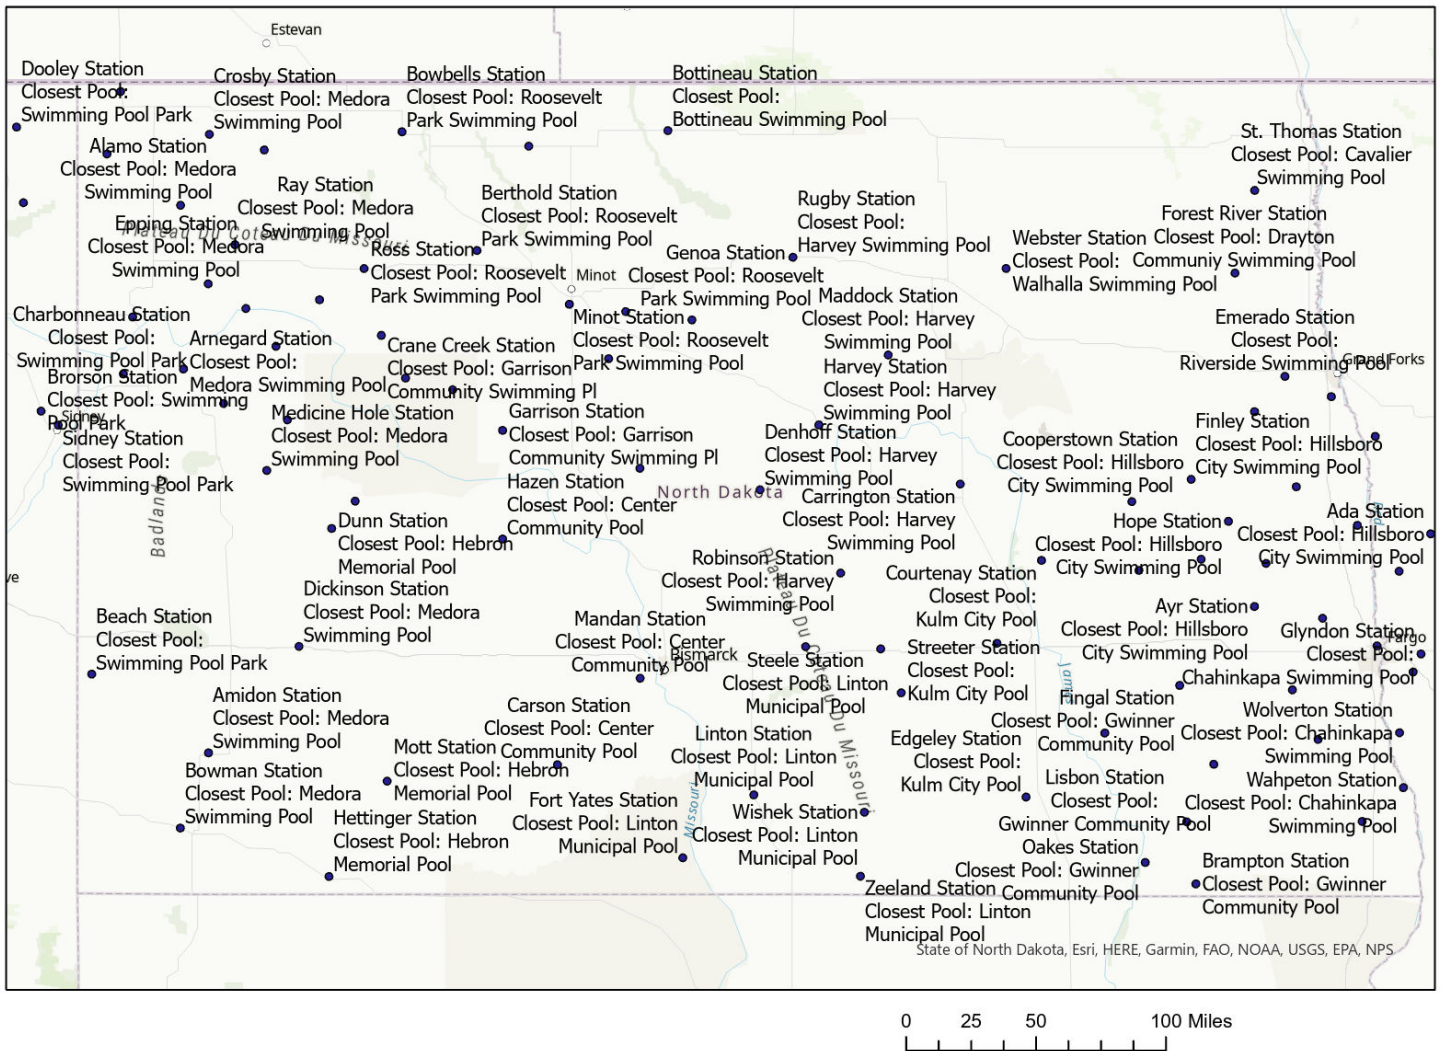 Estevan
Dooley Station
Closest Pool:
Swimming Pool Park
Crosby Station
Closest Pool: Medora
Swimming Pool
Bowbells Station
Closest Pool: Roosevelt
Park Swimming Pool
Bottineau Station
Closest Pool:
Bottineau Swimming Pool
St. Thomas Station
Closest Pool: Cavalier
Swimming Pool
Alamo Station
Closest Pool: Medora
Swimming Pool
Ray Station
Closest Pool: Medora
Swimming Pool
Berthold Station
Closest Pool: Roosevelt
Park Swimming Pool
Rugby Station
Closest Pool:
Harvey Swimming Pool
Forest River Station
Closest Pool: Drayton
Communiy Swimming Pool
Webster Station
Closest Pool:
Walhalla Swimming Pool
Epping Station
Closest Pool: Medora
Swimming Pool
Plateau Du Coteau Du Missouri
Ross Station
Closest Pool: Roosevelt
Park Swimming Pool
Minot
Genoa Station
Closest Pool: Roosevelt
Park Swimming Pool
Maddock Station
Closest Pool: Harvey
Swimming Pool
Charbonneau Station
Closest Pool:
Swimming Pool Park
Arnegard Station
Closest Pool:
Medora Swimming Pool
Crane Creek Station
Closest Pool: Garrison
Community Swimming Pl
Minot Station
Closest Pool: Roosevelt
Park Swimming Pool
Emerado Station
Closest Pool:
Riverside Swimming Pool
Grand Forks
Brorson Station
Closest Pool: Swimming
Pool Park
Sidney
Sidney Station
Closest Pool:
Swimming Pool Park
Medicine Hole Station
Closest Pool: Medora
Swimming Pool
Garrison Station
Closest Pool: Garrison
Community Swimming Pl
Harvey Station
Closest Pool: Harvey
Swimming Pool
Denhoff Station
Closest Pool: Harvey
Swimming Pool
Cooperstown Station
Closest Pool: Hillsboro
City Swimming Pool
Finley Station
Closest Pool: Hillsboro
City Swimming Pool
Hazen Station
Closest Pool: Center
Community Pool
North Dakota
Carrington Station
Closest Pool: Harvey
Swimming Pool
Badlands
Dunn Station
Closest Pool: Hebron
Memorial Pool
Hope Station
Closest Pool: Hillsboro
City Swimming Pool
Ada Station
Closest Pool: Hillsboro
City Swimming Pool
Red
ve
Robinson Station
Closest Pool: Harvey
Swimming Pool
Plateau Du Coteau Du Missouri
Courtenay Station
Closest Pool:
Kulm City Pool
Dickinson Station
Closest Pool: Medora
Swimming Pool
Beach Station
Closest Pool:
Swimming Pool Park
Mandan Station
Closest Pool: Center
Community Pool
Bismarck
Steele Station
Closest Pool: Linton
Municipal Pool
Streeter Station
Closest Pool:
Kulm City Pool
Ayr Station
Closest Pool: Hillsboro
City Swimming Pool
Glyndon Station
Closest Pool:
Chahinkapa Swimming Pool
Fargo
James
Amidon Station
Closest Pool: Medora
Swimming Pool
Carson Station
Closest Pool: Center
Community Pool
Linton Station
Closest Pool: Linton
Municipal Pool
Edgeley Station
Closest Pool:
Kulm City Pool
Fingal Station
Closest Pool: Gwinner
Community Pool
Wolverton Station
Closest Pool: Chahinkapa
Swimming Pool
Mott Station
Closest Pool: Hebron
Memorial Pool
Bowman Station
Closest Pool: Medora
Swimming Pool
Fort Yates Station
Closest Pool: Linton
Municipal Pool
Missouri
Wishek Station
Closest Pool: Linton
Municipal Pool
Lisbon Station
Closest Pool:
Gwinner Community Pool
Wahpeton Station
Closest Pool: Chahinkapa
Swimming Pool
Hettinger Station
Closest Pool: Hebron
Memorial Pool
Oakes Station
Closest Pool: Gwinner
Community Pool
Brampton Station
Closest Pool: Gwinner
Community Pool
Zeeland Station
Closest Pool: Linton
Municipal Pool
State of North Dakota, Esri, HERE, Garmin, FAO, NOAA, USGS, EPA, NPS
0 25 50 100 Miles